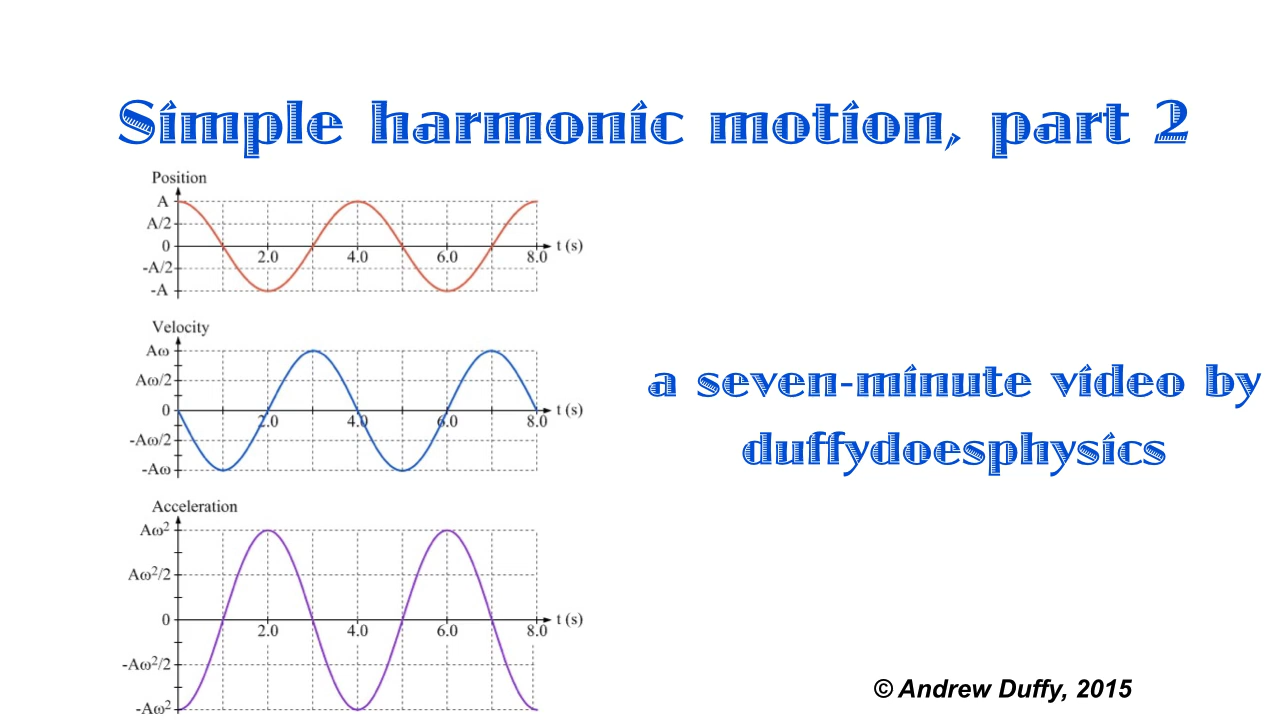 Simple harmonic motion, part 2
Position
A
A/2
0
-A/2
-A
2.0 4.0 6.0 8.0
t (s)
Velocity
Aω
Aω/2
0
-Aω/2
-Aω
2.0 4.0 6.0 8.0
t (s)
Acceleration
Aω²
Aω²/2
0
-Aω²/2
-Aω²
2.0 4.0 6.0 8.0
t (s)
a seven-minute video by
duffydoesphysics
© Andrew Duffy, 2015